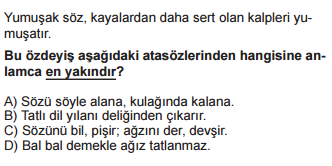 Yumuşak söz, kayalardan daha sert olan kalpleri yu-
muşatır.
Bu özdeyiş aşağıdaki atasözlerinden hangisine an-
lamca en yakındır?
A) Sözü söyle alana, kulağında kalana.
B) Tatlı dil yılanı deliğinden çıkarır.
C) Sözünü bil, pişir; ağzını der, devşir.
D) Bal bal demekle ağız tatlanmaz.